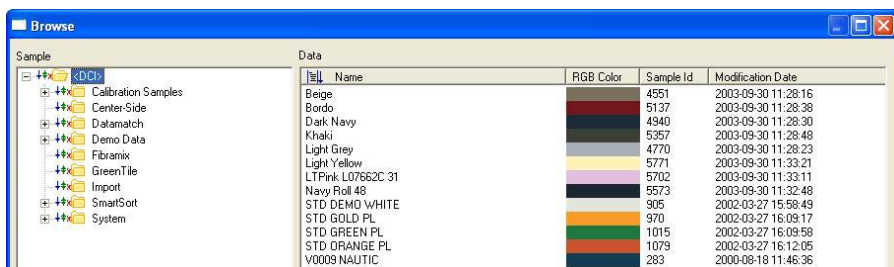 Browse
Sample
<DCI>
Calibration Samples
Center-Side
Datamatch
Demo Data
Fibramix
GreenTile
Import
SmartSort
System
Data
Name RGB Color Sample Id Modification Date
Beige 4551 2003-09-30 11:28:16
Bordo 5137 2003-09-30 11:28:38
Dark Navy 4940 2003-09-30 11:28:30
Khaki 5357 2003-09-30 11:28:48
Light Grey 4770 2003-09-30 11:28:23
Light Yellow 5771 2003-09-30 11:33:21
LTPink L07662C 31 5702 2003-09-30 11:33:11
Navy Roll 48 5573 2003-09-30 11:32:48
STD DEMO WHITE 905 2002-03-27 15:58:49
STD GOLD PL 970 2002-03-27 16:09:17
STD GREEN PL 1015 2002-03-27 16:09:58
STD ORANGE PL 1079 2002-03-27 16:12:05
V0009 NAUTIC 283 2000-08-18 11:46:36